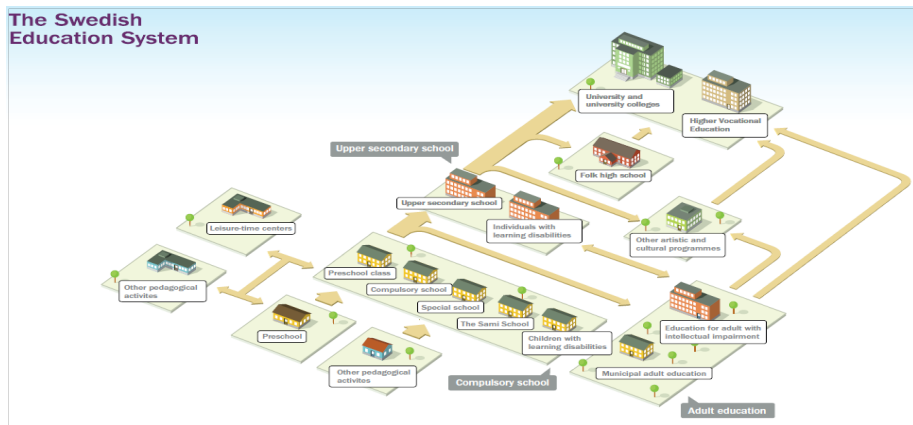 The Swedish
Education System
University and
university colleges
Higher Vocational
Education
Upper secondary school
Folk high school
Upper secondary school
Individuals with
learning disabilities
Other artistic and
cultural programmes
Leisure-time centers
Preschool class
Other pedagogical
activites
Compulsory school
Special school
The Sami School
Children with
learning disabilities
Preschool
Education for adult with
intellectual impairment
Other pedagogical
activites
Municipal adult education
Compulsory school
Adult education